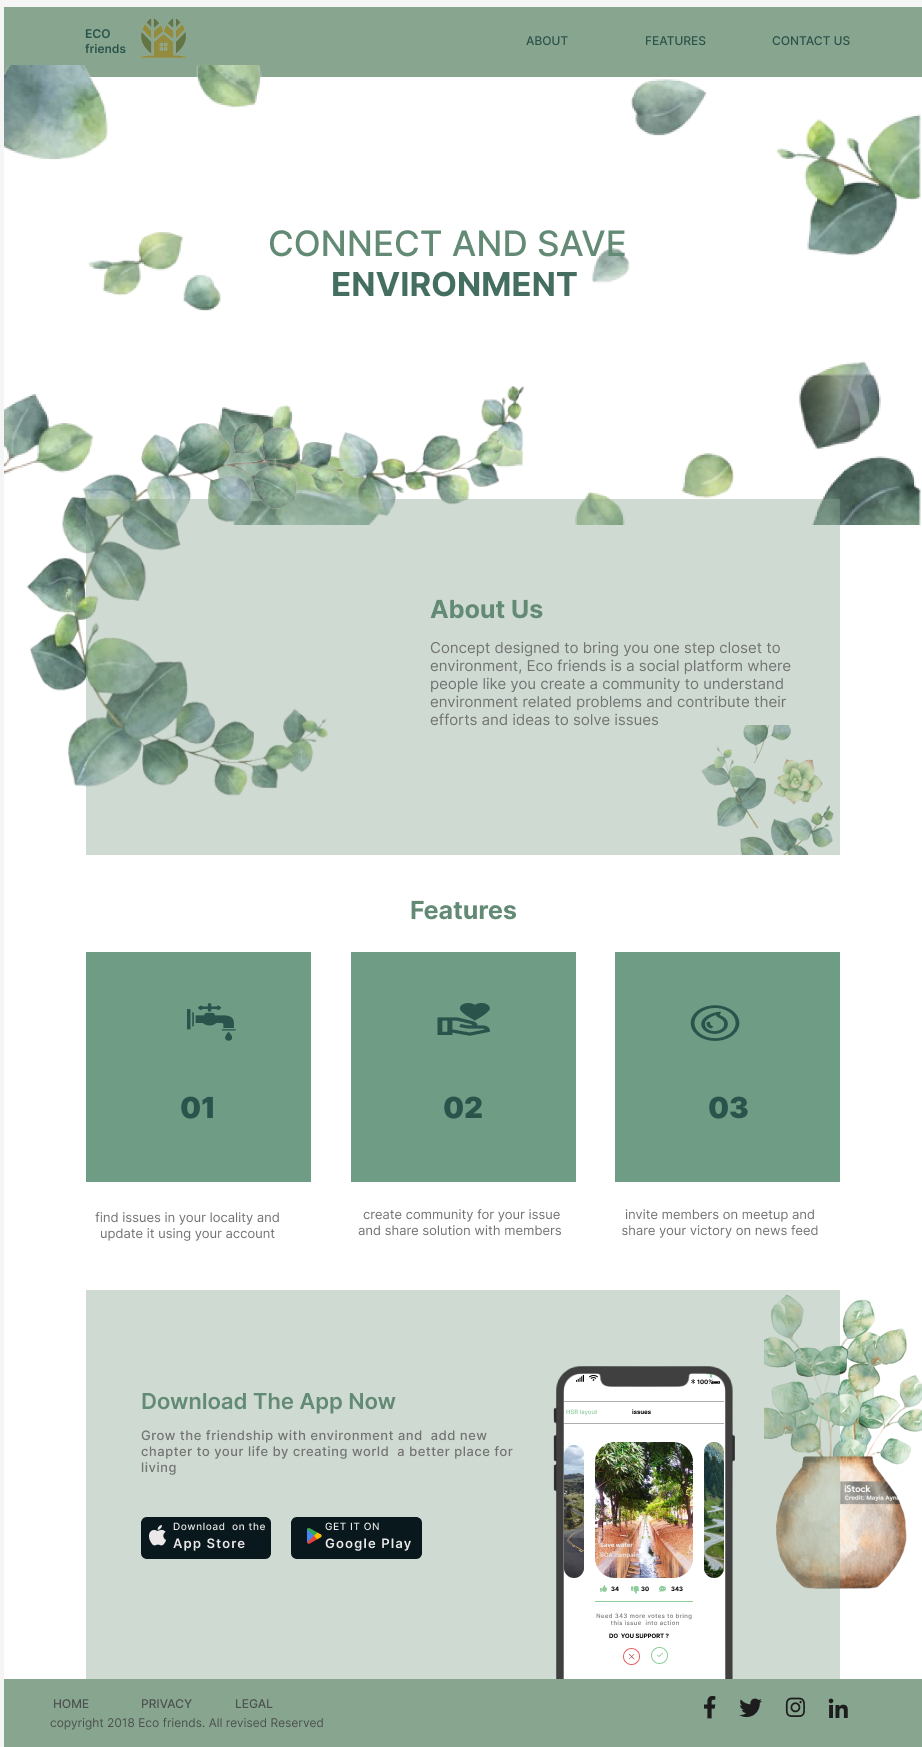 ECO
friends
ABOUT
FEATURES
CONTACT US
CONNECT AND SAVE
ENVIRONMENT
About Us
Concept designed to bring you one step closet to
environment, Eco friends is a social platform where
people like you create a community to understand
environment related problems and contribute their
efforts and ideas to solve issues
Features
01
02
03
find issues in your locality and
update it using your account
create community for your issue
and share solution with members
invite members on meetup and
share your victory on news feed
Download The App Now
Grow the friendship with environment and add new
chapter to your life by creating world a better place for
living
Download on the
App Store
GET IT ON
Google Play
100%
HSR layout
issues
Save water
34
30
343
Need 343 more votes to bring
this issue into action
DO YOU SUPPORT ?
iStock
Credit: Mayia
HOME
PRIVACY
LEGAL
copyright 2018 Eco friends. All revised Reserved